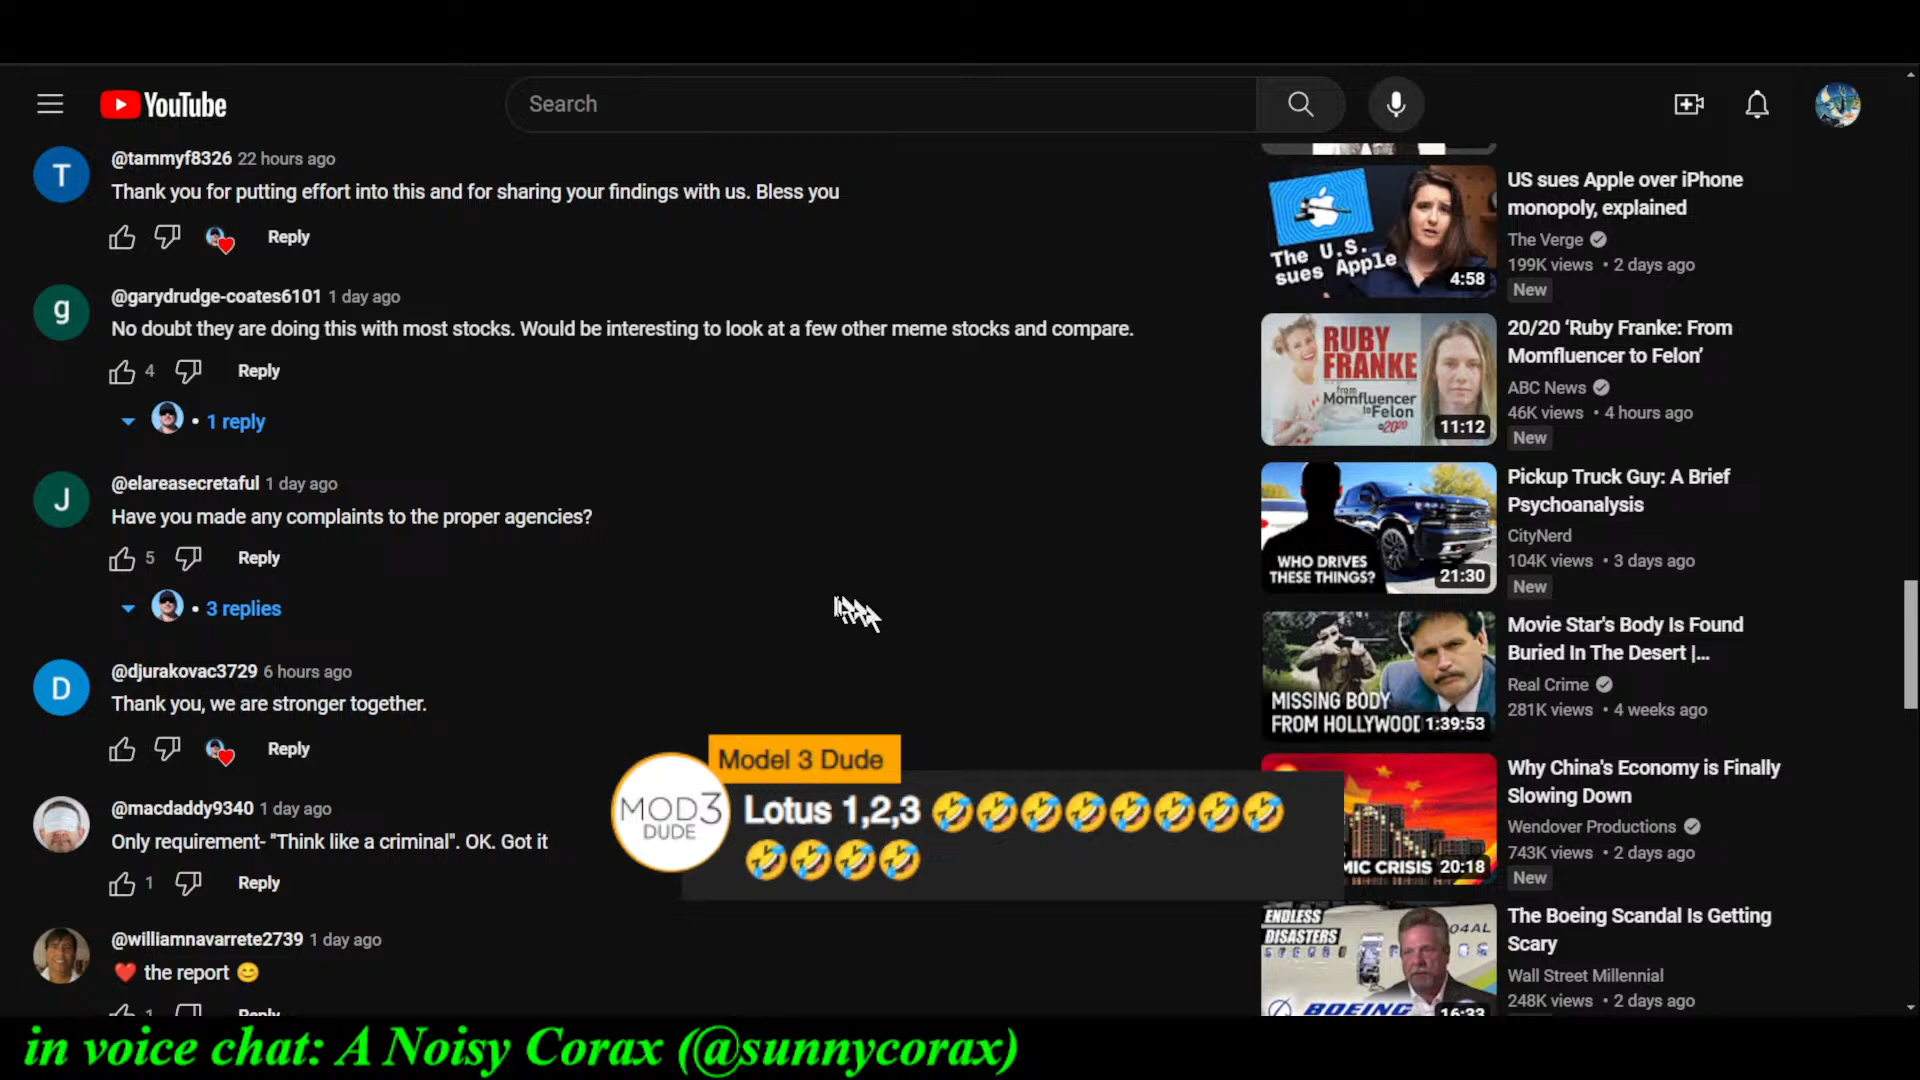 YouTube
Search
T
@tammyf8326 22 hours ago
Thank you for putting effort into this and for sharing your findings with us. Bless you
Reply
g
@garydrudge-coates6101 1 day ago
No doubt they are doing this with most stocks. Would be interesting to look at a few other meme stocks and compare.
4
Reply
• 1 reply
J
@elareasecretaful 1 day ago
Have you made any complaints to the proper agencies?
5
Reply
• 3 replies
D
@djurakovac3729 6 hours ago
Thank you, we are stronger together.
Reply
@macdaddy9340 1 day ago
Only requirement- "Think like a criminal". OK. Got it
1
Reply
@williamnavarrete2739 1 day ago
❤️ the report 😊
1
Reply
Model 3 Dude
MOD3
DUDE
Lotus 1,2,3 🤣🤣🤣🤣🤣🤣🤣🤣
🤣🤣🤣🤣
The U.S.
sues Apple
4:58
US sues Apple over iPhone
monopoly, explained
The Verge
199K views • 2 days ago
New
RUBY
FRANKE
from
Momfluencer
to Felon
20/20
11:12
20/20 ‘Ruby Franke: From
Momfluencer to Felon’
ABC News
46K views • 4 hours ago
New
WHO DRIVES
THESE THINGS?
21:30
Pickup Truck Guy: A Brief
Psychoanalysis
CityNerd
104K views • 3 days ago
New
MISSING BODY
FROM HOLLYWOOD
1:39:53
Movie Star's Body Is Found
Buried In The Desert |...
Real Crime
281K views • 4 weeks ago
MIC CRISIS
20:18
Why China's Economy is Finally
Slowing Down
Wendover Productions
743K views • 2 days ago
New
ENDLESS
DISASTERS
04AL
BOEING
16:33
The Boeing Scandal Is Getting
Scary
Wall Street Millennial
248K views • 2 days ago
in voice chat: A Noisy Corax (@sunnycorax)